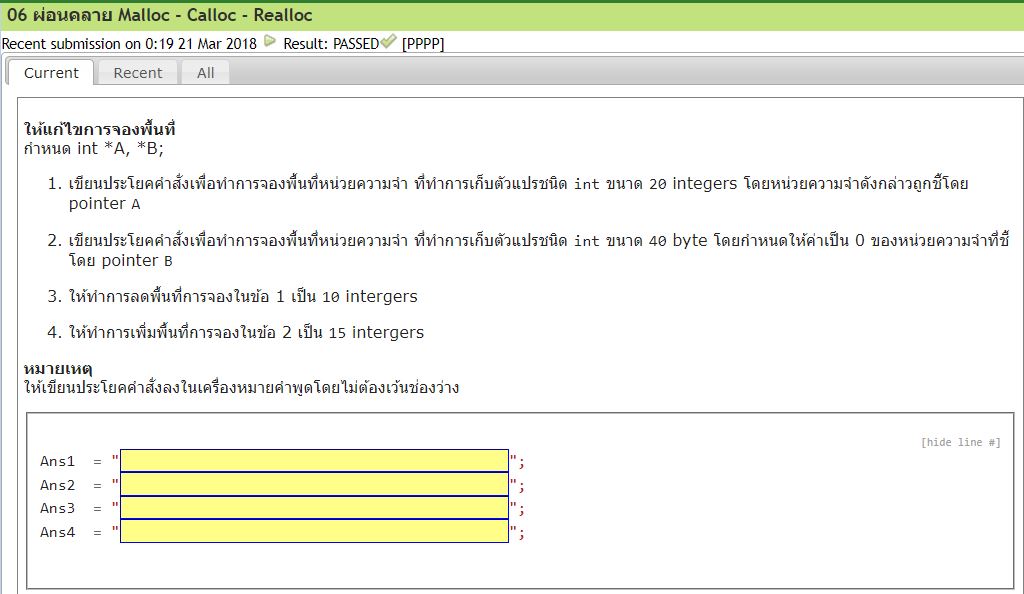 06 ผ่อนคลาย Malloc - Calloc - Realloc
Recent submission on 0:19 21 Mar 2018 Result: PASSED [PPPP]
Current Recent All
ให้แก้ไขการจองพื้นที่
กำหนด int *A, *B;
1. เขียนประโยคคำสั่งเพื่อทำการจองพื้นที่หน่วยความจำ ที่ทำการเก็บตัวแปรชนิด int ขนาด 20 integers โดยหน่วยความจำดังกล่าวถูกชี้โดย
pointer A
2. เขียนประโยคคำสั่งเพื่อทำการจองพื้นที่หน่วยความจำ ที่ทำการเก็บตัวแปรชนิด int ขนาด 40 byte โดยกำหนดให้ค่าเป็น 0 ของหน่วยความจำที่ชี้
โดย pointer B
3. ให้ทำการลดพื้นที่การจองในข้อ 1 เป็น 10 intergers
4. ให้ทำการเพิ่มพื้นที่การจองในข้อ 2 เป็น 15 intergers
หมายเหตุ
ให้เขียนประโยคคำสั่งลงในเครื่องหมายคำพูดโดยไม่ต้องเว้นช่องว่าง
[hide line #]
Ans1 = "";
Ans2 = "";
Ans3 = "";
Ans4 = "";